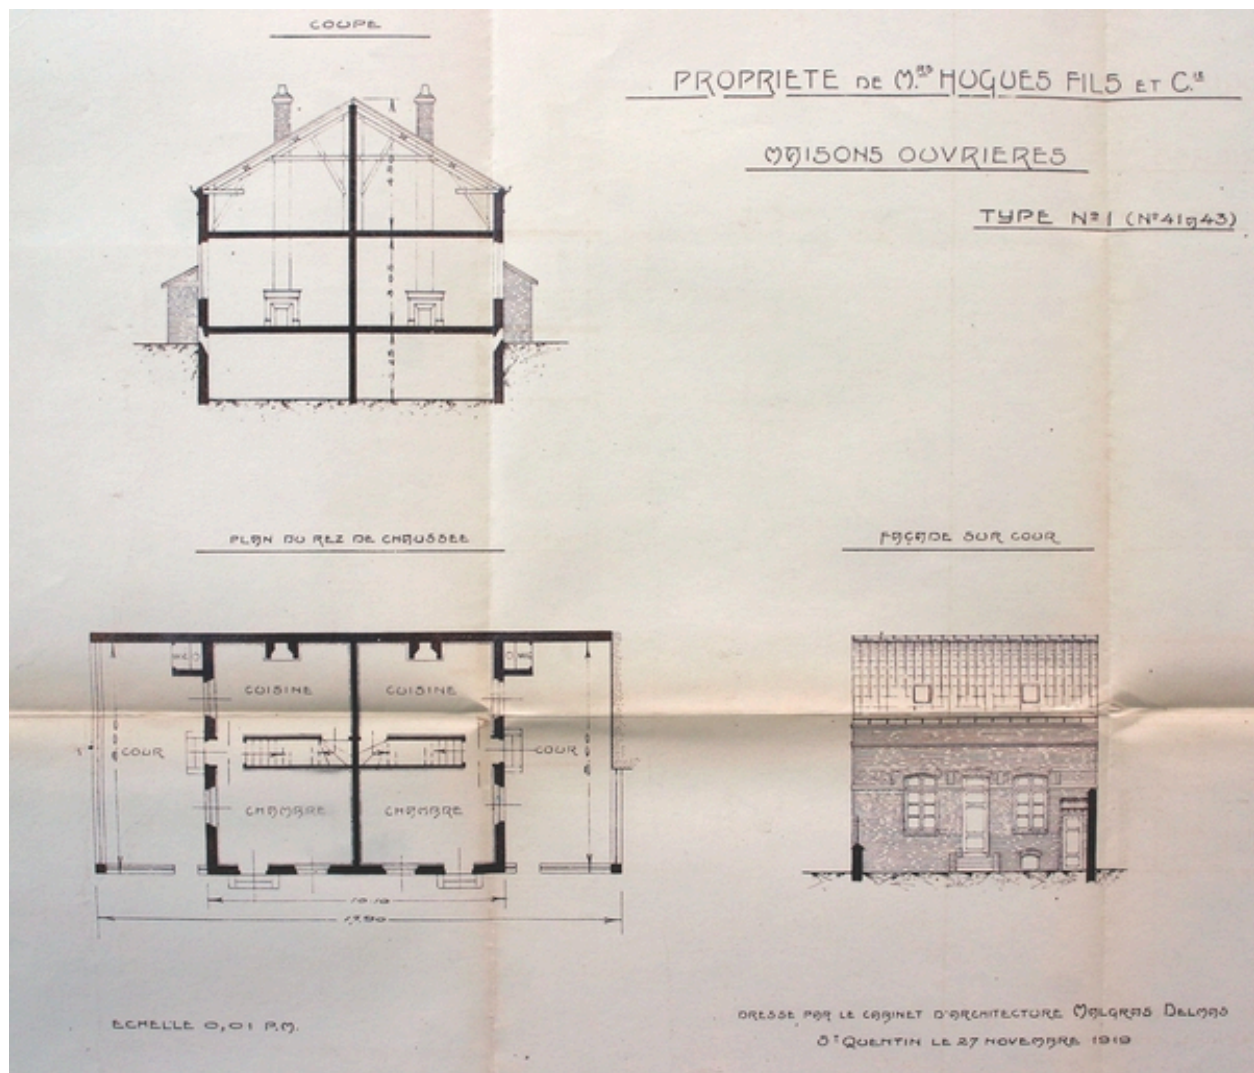 COUPE
PROPRIETE DE M.RS HUGUES FILS ET C.IE
MAISONS OUVRIERES
TYPE N° 1 (N° 41 à 43)
PLAN DU REZ DE CHAUSSEE
FAÇADE SUR COUR
CUISINE CUISINE
COUR COUR
CHAMBRE CHAMBRE
10.10
17.90
ECHELLE 0,01 P.M.
DRESSE PAR LE CABINET D'ARCHITECTURE MALGRAS DELMAS
ST QUENTIN LE 27 NOVEMBRE 1919